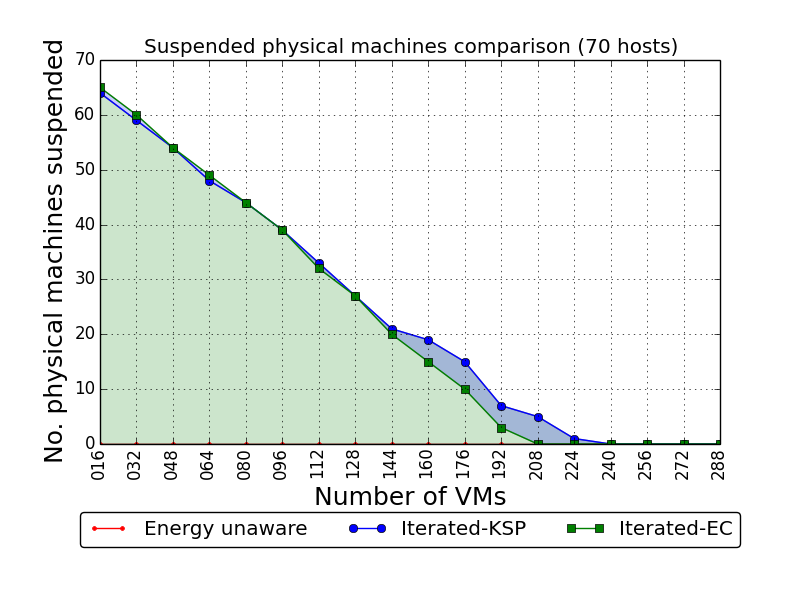 Suspended physical machines comparison (70 hosts)
No. physical machines suspended
70
60
50
40
30
20
10
0
016 032 048 064 080 096 112 128 144 160 176 192 208 224 240 256 272 288
Number of VMs
Energy unaware Iterated-KSP Iterated-EC